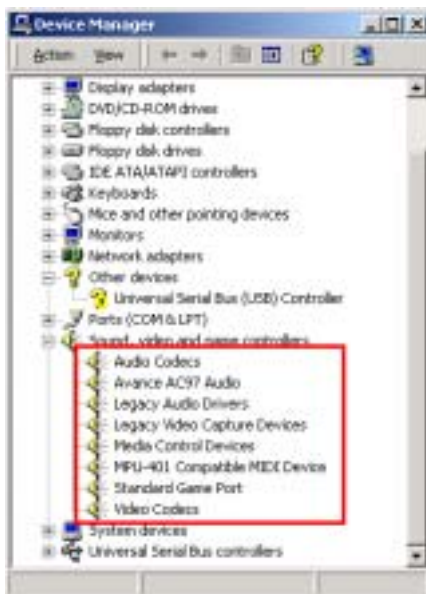 Device Manager
Action View
Display adapters
DVD/CD-ROM drives
Floppy disk controllers
Floppy disk drives
IDE ATA/ATAPI controllers
Keyboards
Mice and other pointing devices
Monitors
Network adapters
Other devices
Universal Serial Bus (USB) Controller
Ports (COM & LPT)
Sound, video and game controllers
Audio Codecs
Avance AC97 Audio
Legacy Audio Drivers
Legacy Video Capture Devices
Media Control Devices
MPU-401 Compatible MIDI Device
Standard Game Port
Video Codecs
System devices
Universal Serial Bus controllers